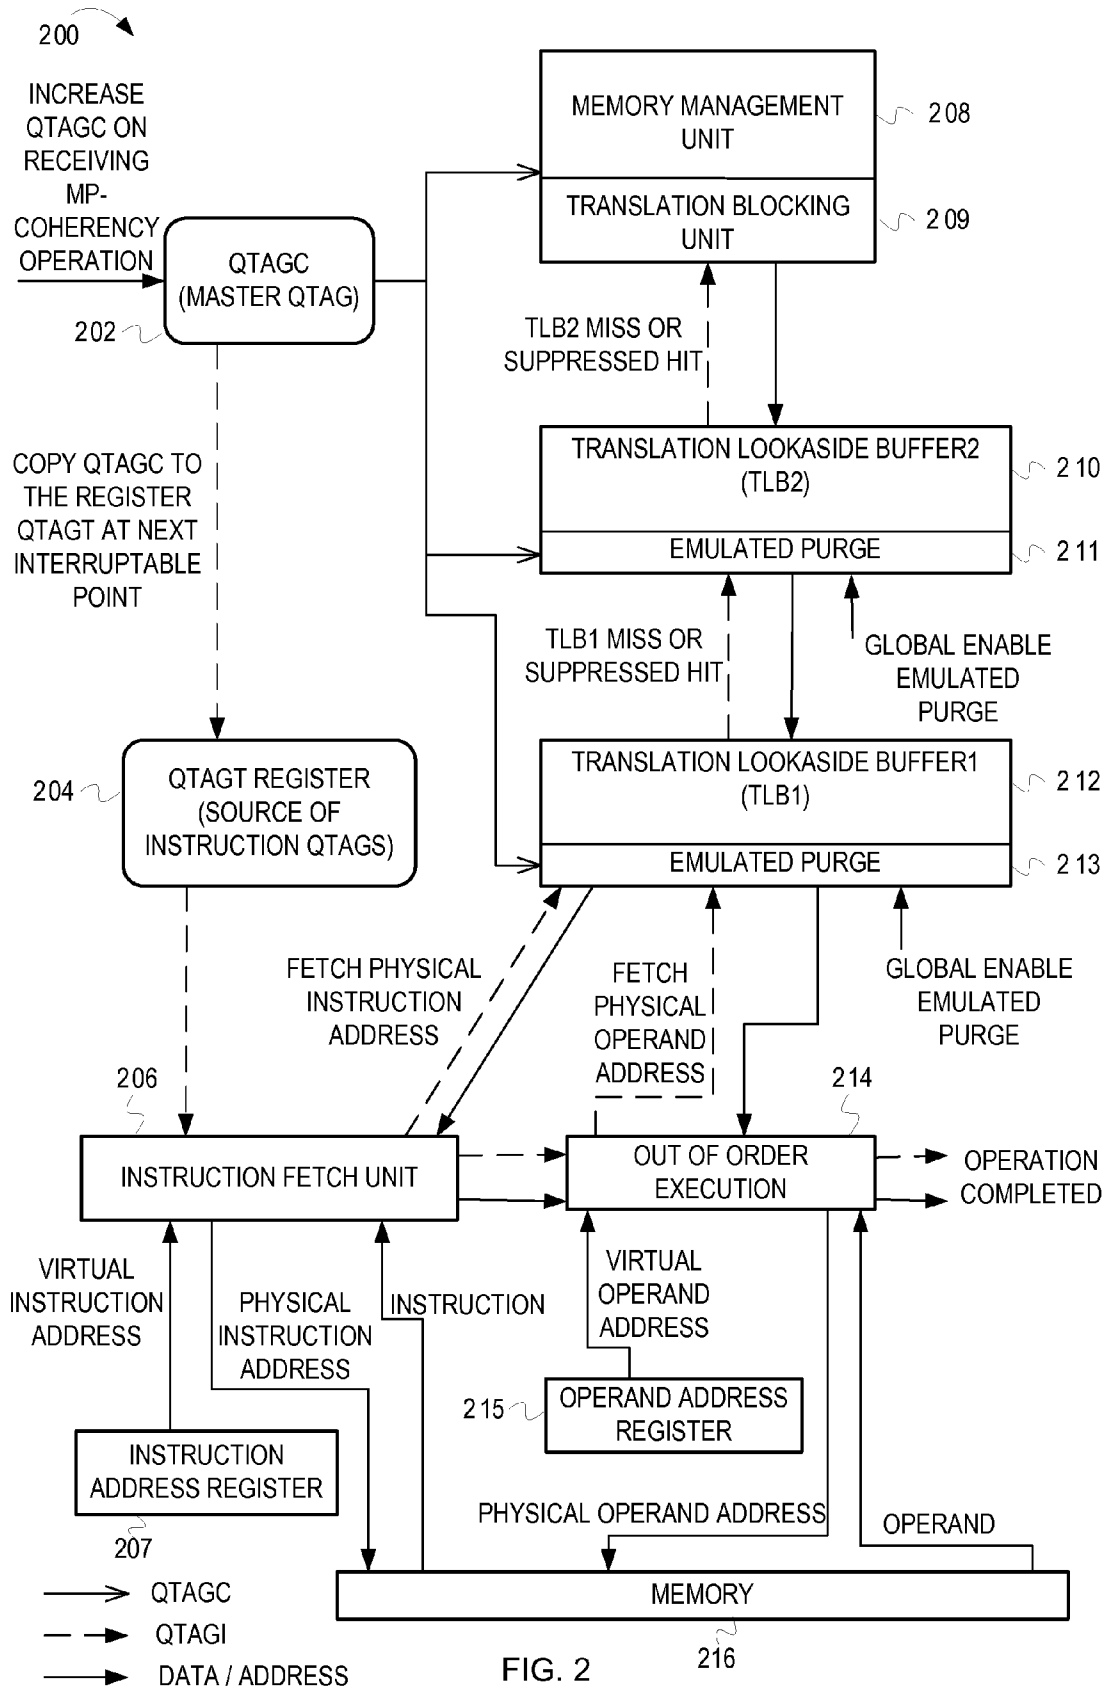 200
INCREASE
QTAGC ON
RECEIVING
MP-
COHERENCY
OPERATION
QTAGC
(MASTER QTAG)
202
MEMORY MANAGEMENT
UNIT
208
TRANSLATION BLOCKING
UNIT
209
TLB2 MISS OR
SUPPRESSED HIT
COPY QTAGC TO
THE REGISTER
QTAGT AT NEXT
INTERRUPTABLE
POINT
TRANSLATION LOOKASIDE BUFFER2
(TLB2)
210
EMULATED PURGE
211
TLB1 MISS OR
SUPPRESSED HIT
GLOBAL ENABLE
EMULATED
PURGE
204
QTAGT REGISTER
(SOURCE OF
INSTRUCTION QTAGS)
TRANSLATION LOOKASIDE BUFFER1
(TLB1)
212
EMULATED PURGE
213
FETCH PHYSICAL
INSTRUCTION
ADDRESS
FETCH
PHYSICAL
OPERAND
ADDRESS
GLOBAL ENABLE
EMULATED
PURGE
206
INSTRUCTION FETCH UNIT
214
OUT OF ORDER
EXECUTION
OPERATION
COMPLETED
VIRTUAL
INSTRUCTION
ADDRESS
PHYSICAL
INSTRUCTION
ADDRESS
INSTRUCTION
VIRTUAL
OPERAND
ADDRESS
215
OPERAND ADDRESS
REGISTER
INSTRUCTION
ADDRESS REGISTER
207
PHYSICAL OPERAND ADDRESS
OPERAND
MEMORY
216
QTAGC
QTAGI
DATA / ADDRESS
FIG. 2